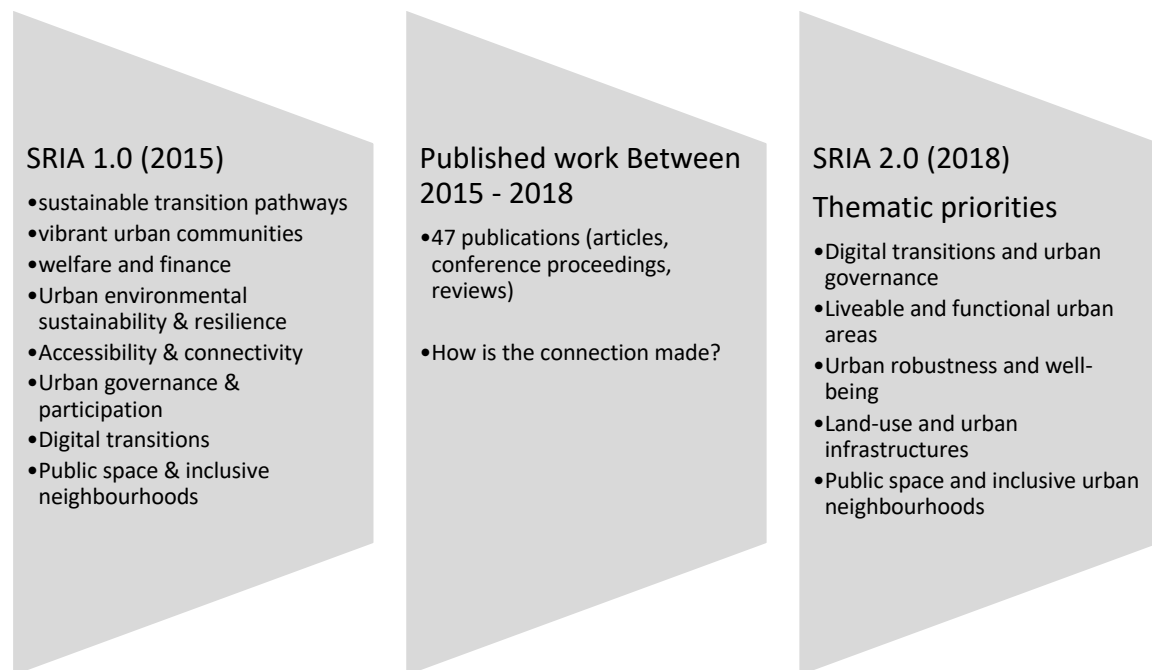 SRIA 1.0 (2015)
•sustainable transition pathways
•vibrant urban communities
•welfare and finance
•Urban environmental
sustainability & resilience
•Accessibility & connectivity
•Urban governance &
participation
•Digital transitions
•Public space & inclusive
neighbourhoods
Published work Between
2015 - 2018
•47 publications (articles,
conference proceedings,
reviews)
•How is the connection made?
SRIA 2.0 (2018)
Thematic priorities
•Digital transitions and urban
governance
•Liveable and functional urban
areas
•Urban robustness and well-
being
•Land-use and urban
infrastructures
•Public space and inclusive urban
neighbourhoods